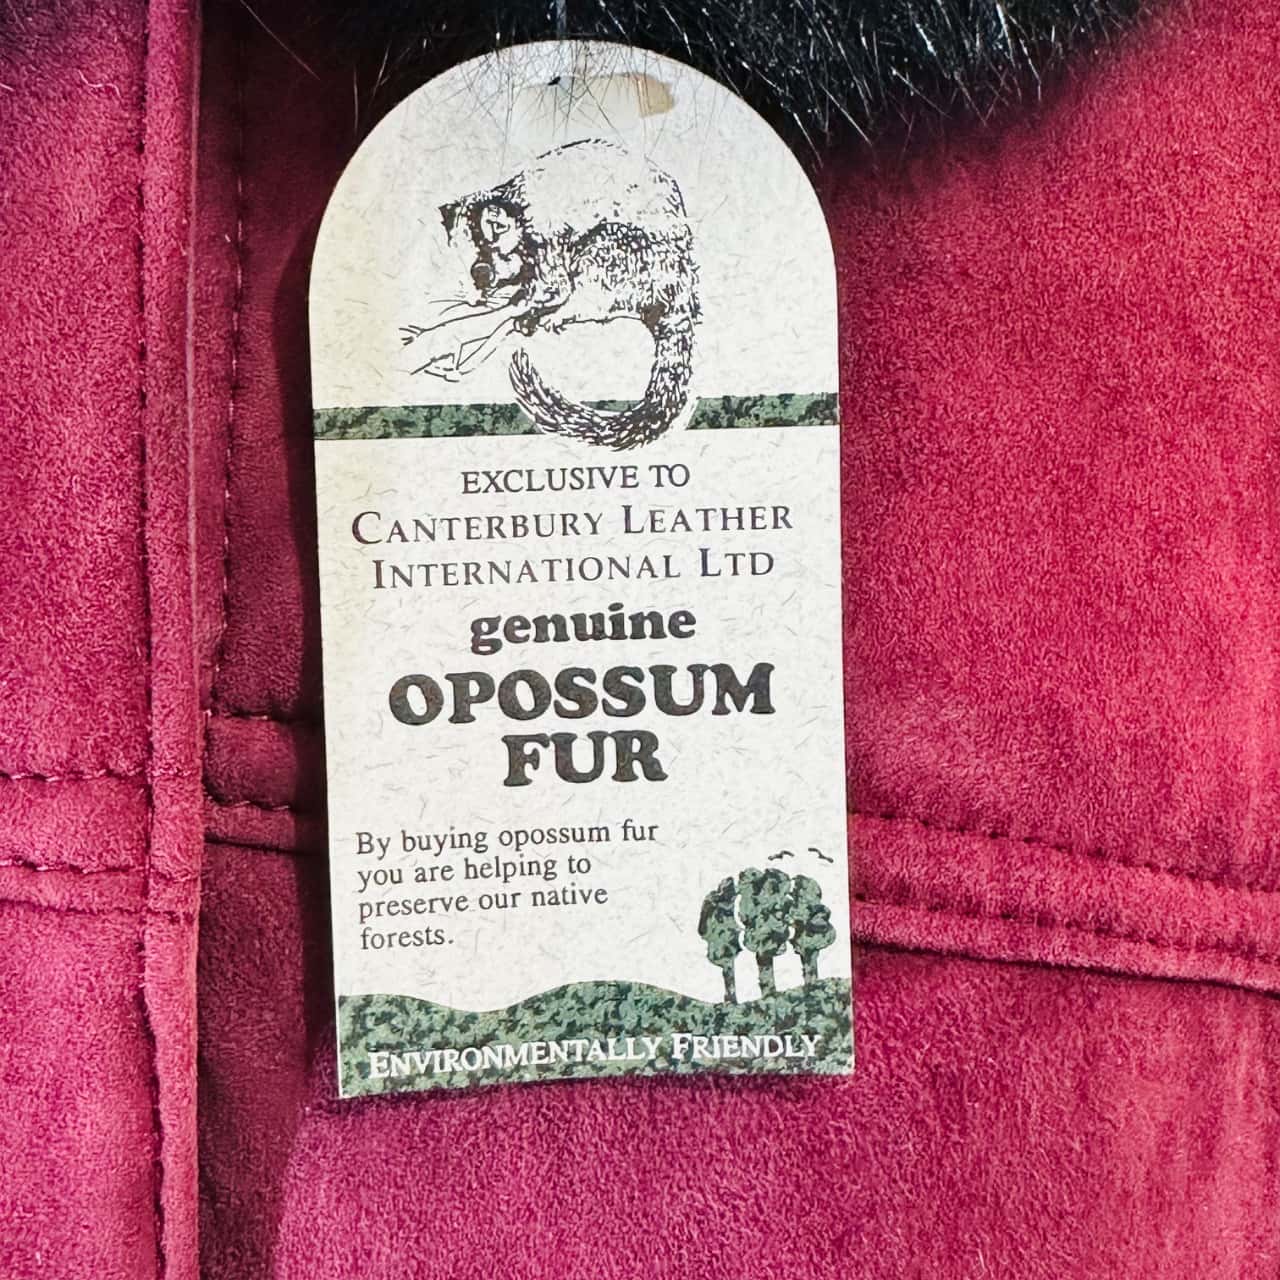 EXCLUSIVE TO
CANTERBURY LEATHER
INTERNATIONAL LTD
genuine
OPOSSUM
FUR
By buying opossum fur
you are helping to
preserve our native
forests.
ENVIRONMENTALLY FRIENDLY